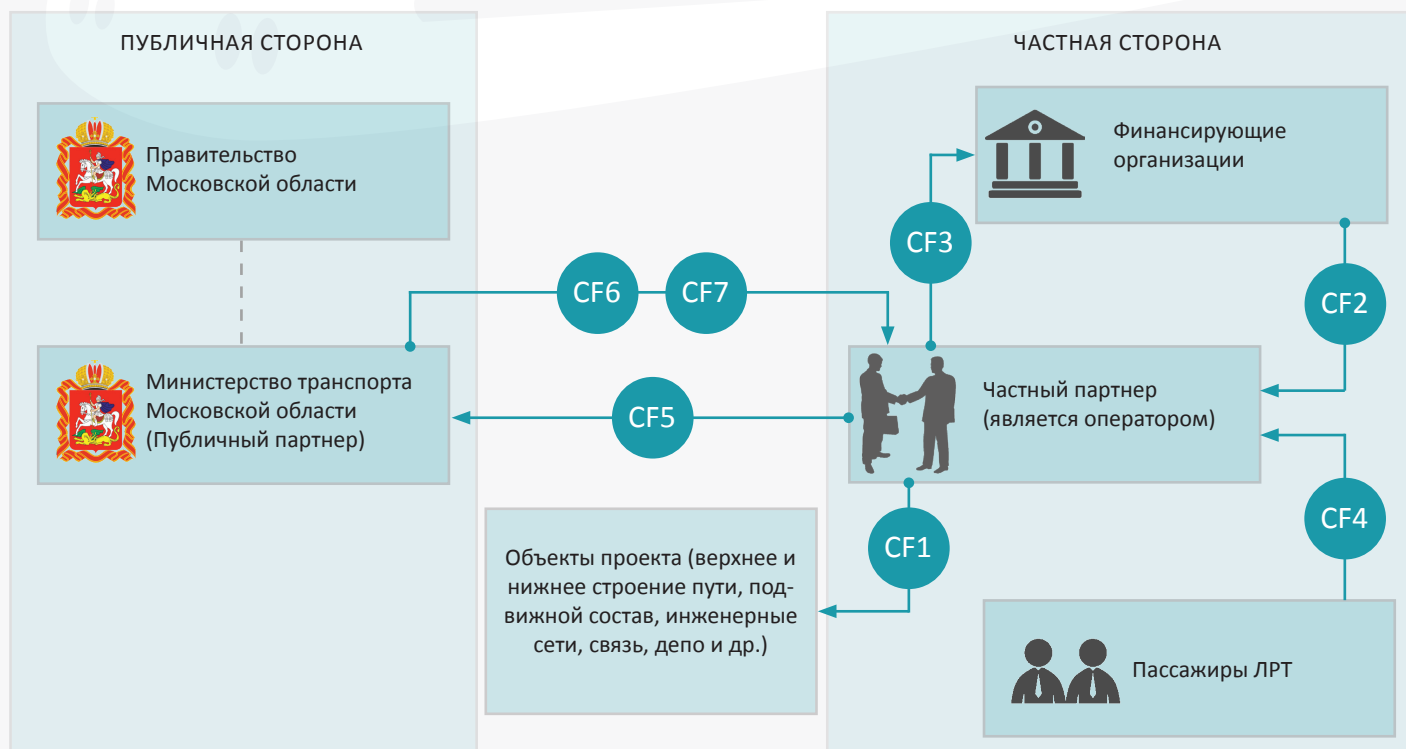 ПУБЛИЧНАЯ СТОРОНА
Правительство
Московской области
Министерство транспорта
Московской области
(Публичный партнер)
CF6
CF7
CF5
Объекты проекта (верхнее и
нижнее строение пути, под-
вижной состав, инженерные
сети, связь, депо и др.)
ЧАСТНАЯ СТОРОНА
Финансирующие
организации
CF3
CF2
Частный партнер
(является оператором)
CF1
CF4
Пассажиры ЛРТ